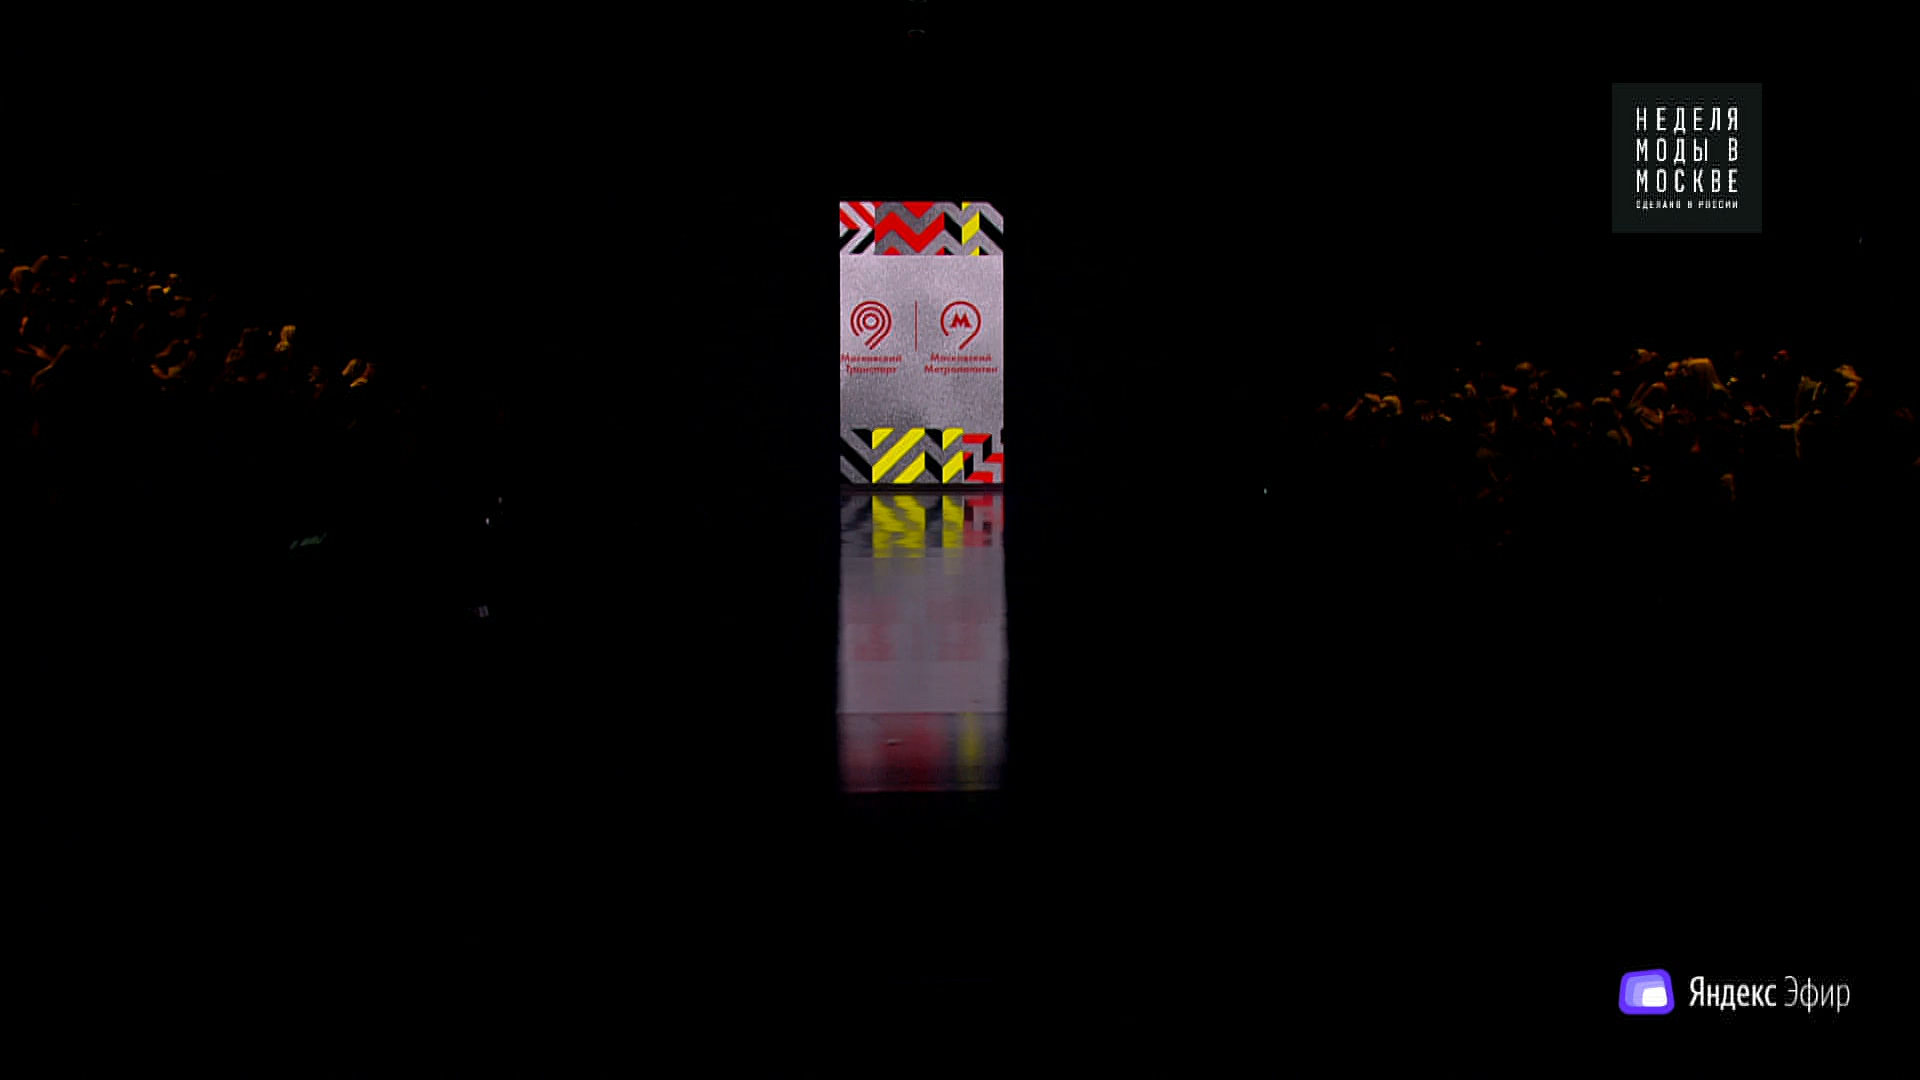 НЕДЕЛЯ
МОДЫ В
МОСКВЕ
СДЕЛАНО В РОССИИ
Московский
Транспорт
М
Московский
Метрополитен
Яндекс Эфир